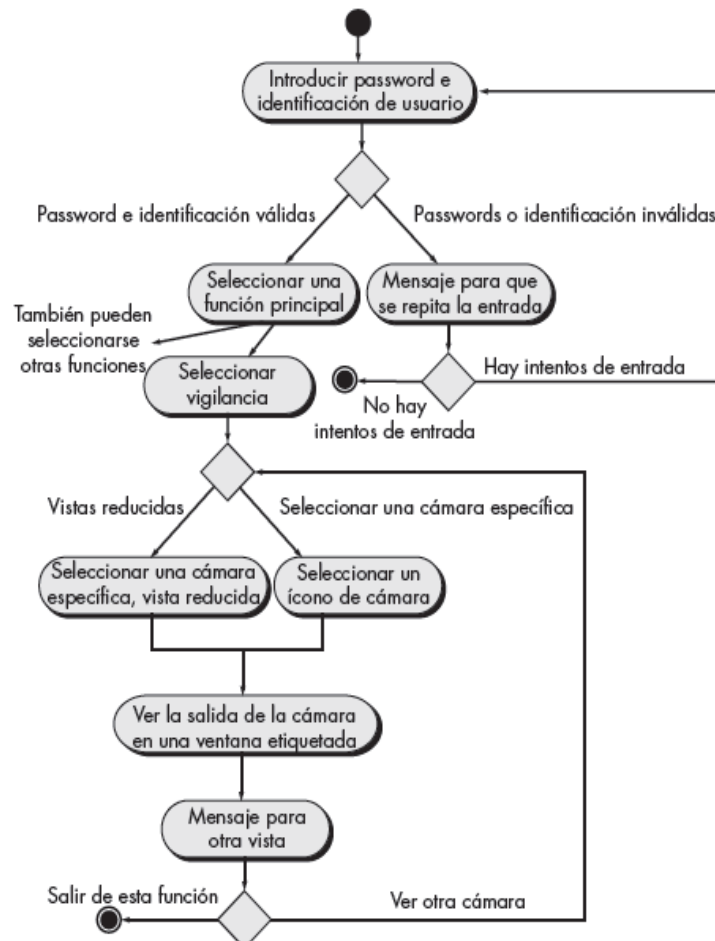 Introducir password e
identificación de usuario
Password e identificación válidas
Passwords o identificación inválidas
Seleccionar una
función principal
Mensaje para que
se repita la entrada
También pueden
seleccionarse
otras funciones
Seleccionar
vigilancia
Hay intentos de entrada
No hay
intentos de entrada
Vistas reducidas
Seleccionar una cámara específica
Seleccionar una cámara
específica, vista reducida
Seleccionar un
ícono de cámara
Ver la salida de la cámara
en una ventana etiquetada
Mensaje para
otra vista
Salir de esta función
Ver otra cámara